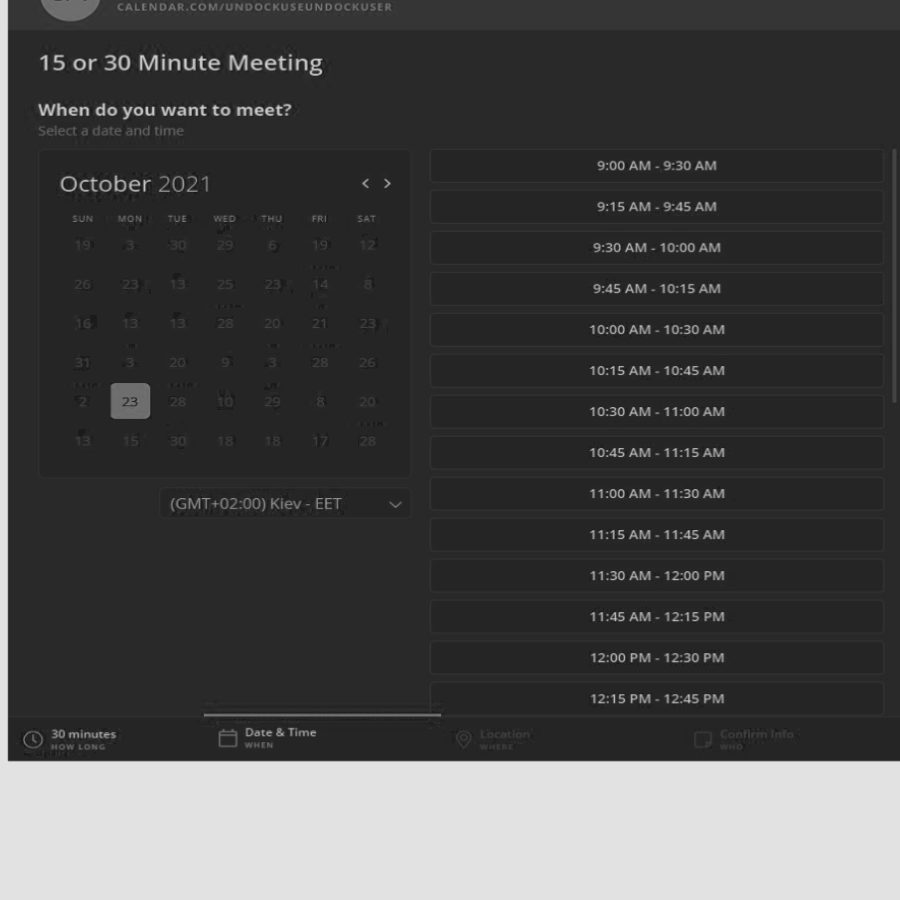 CALENDAR.COM/UNDOCKUSEUNDOCKUSER
15 or 30 Minute Meeting
When do you want to meet?
Select a date and time
October 2021
< >
SUN MON TUE WED THU FRI SAT
19 3 30 29 6 19 12
26 23 13 25 23 14 8
16 13 13 28 20 21 23
31 3 20 9 3 28 26
2 23 28 10 29 8 20
13 15 30 18 18 17 28
(GMT+02:00) Kiev - EET
9:00 AM - 9:30 AM
9:15 AM - 9:45 AM
9:30 AM - 10:00 AM
9:45 AM - 10:15 AM
10:00 AM - 10:30 AM
10:15 AM - 10:45 AM
10:30 AM - 11:00 AM
10:45 AM - 11:15 AM
11:00 AM - 11:30 AM
11:15 AM - 11:45 AM
11:30 AM - 12:00 PM
11:45 AM - 12:15 PM
12:00 PM - 12:30 PM
12:15 PM - 12:45 PM
30 minutes
HOW LONG
Date & Time
WHEN
Location
WHERE
Confirm Info
WHO